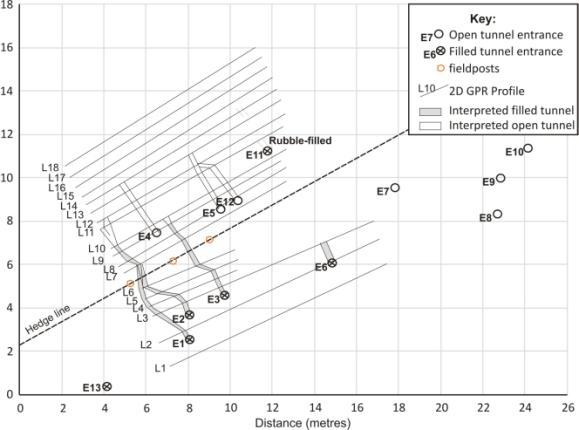 18
16
14
12
10
8
6
4
2
0
Key:
E7 Open tunnel entrance
E6 Filled tunnel entrance
fieldposts
L10 2D GPR Profile
Interpreted filled tunnel
Interpreted open tunnel
Rubble-filled
E11
E10
L18
L17
L16
L15
L14
L13
L12
L11
L10
L9
L8
L7
L6
L5
L4
L3
L2
L1
E12
E5
E4
E7
E9
E8
E6
E3
E2
E1
E13
Hedge line
0 2 4 6 8 10 12 14 16 18 20 22 24 26
Distance (metres)